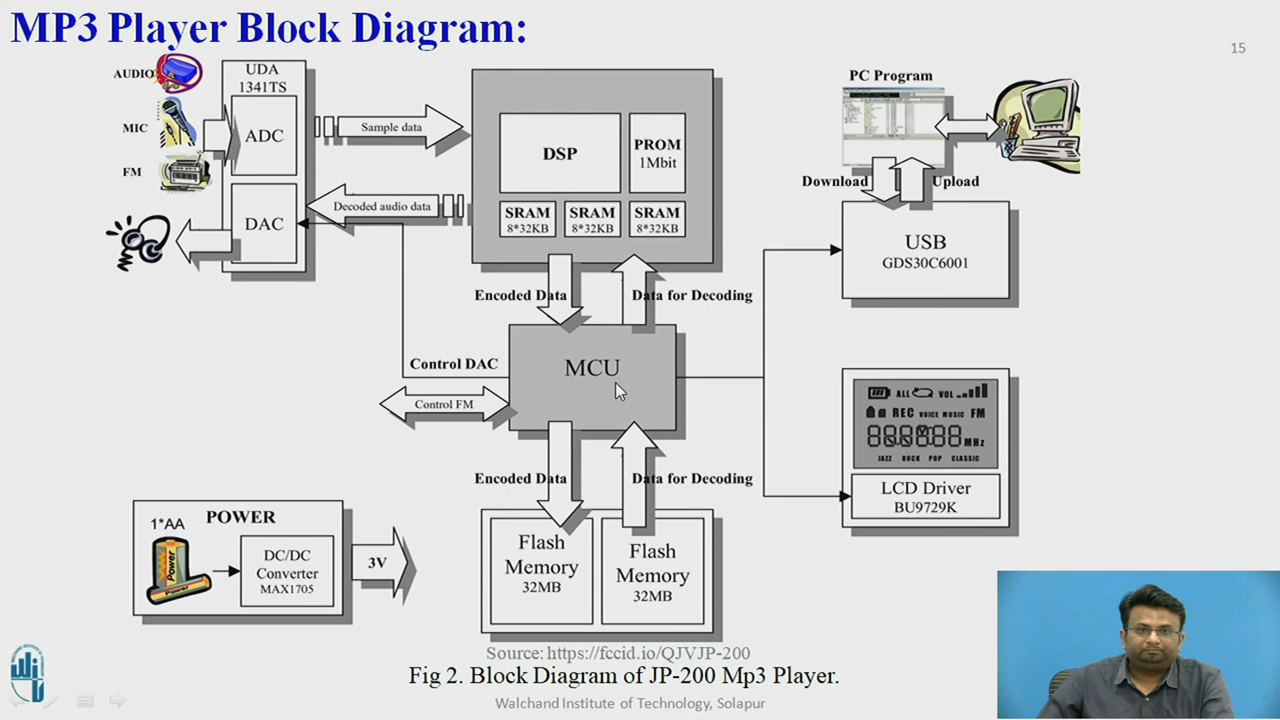 MP3 Player Block Diagram:
15
AUDIO
MIC
FM
UDA
1341TS
ADC
DAC
Sample data
Decoded audio data
DSP
PROM
1Mbit
SRAM
8*32KB
SRAM
8*32KB
SRAM
8*32KB
PC Program
Download
Upload
USB
GDS30C6001
Encoded Data
Data for Decoding
MCU
Control DAC
Control FM
Encoded Data
Data for Decoding
ALL
VOL
REC
VOICE MUSIC
FM
MHz
JAZZ ROCK POP CLASSIC
LCD Driver
BU9729K
POWER
1*AA
Power
Power
DC/DC
Converter
MAX1705
3V
Flash
Memory
32MB
Flash
Memory
32MB
Source: https://fccid.io/QJVJP-200
Fig 2. Block Diagram of JP-200 Mp3 Player.
Walchand Institute of Technology, Solapur